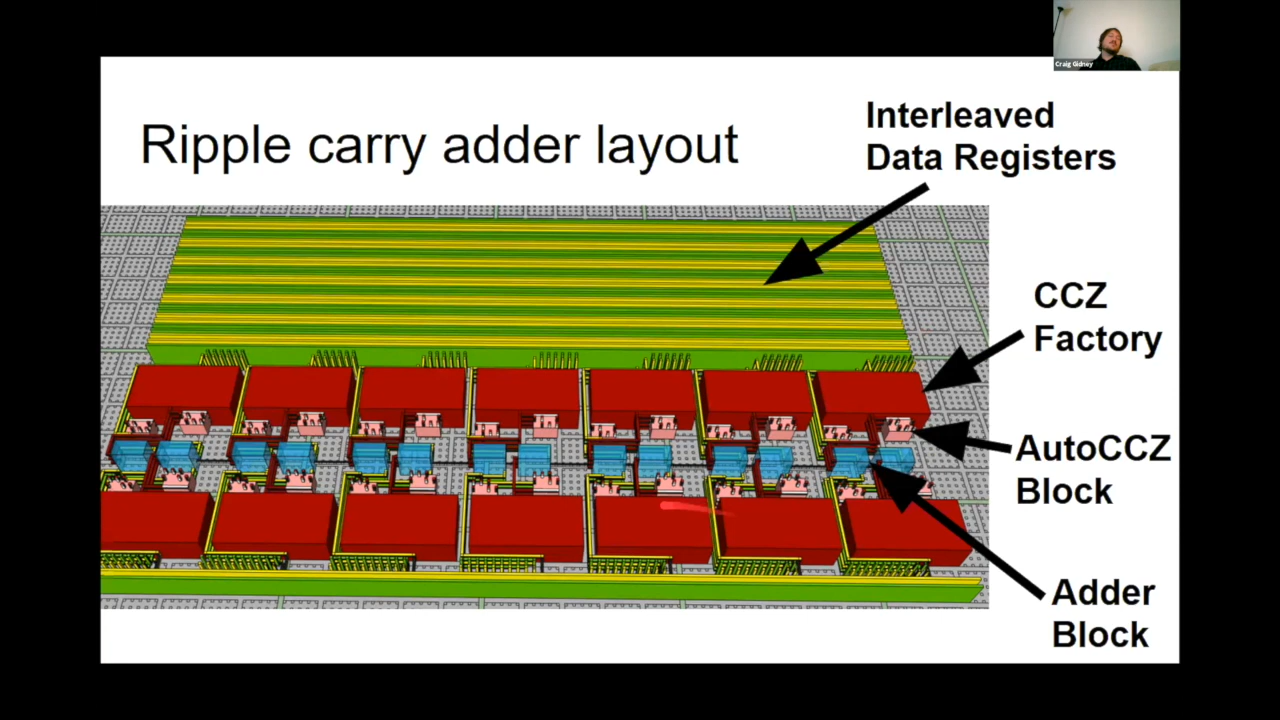 Craig Gidney
Ripple carry adder layout
Interleaved
Data Registers
CCZ
Factory
AutoCCZ
Block
Adder
Block